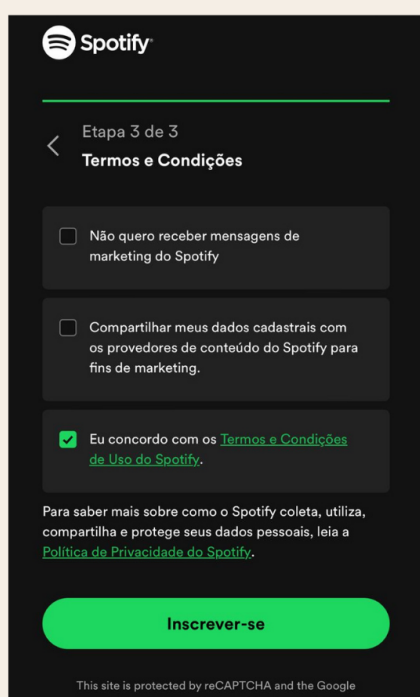 Spotify
Etapa 3 de 3
Termos e Condições
Não quero receber mensagens de
marketing do Spotify
Compartilhar meus dados cadastrais com
os provedores de conteúdo do Spotify para
fins de marketing.
Eu concordo com os Termos e Condições
de Uso do Spotify.
Para saber mais sobre como o Spotify coleta, utiliza,
compartilha e protege seus dados pessoais, leia a
Política de Privacidade do Spotify.
Inscrever-se
This site is protected by reCAPTCHA and the Google